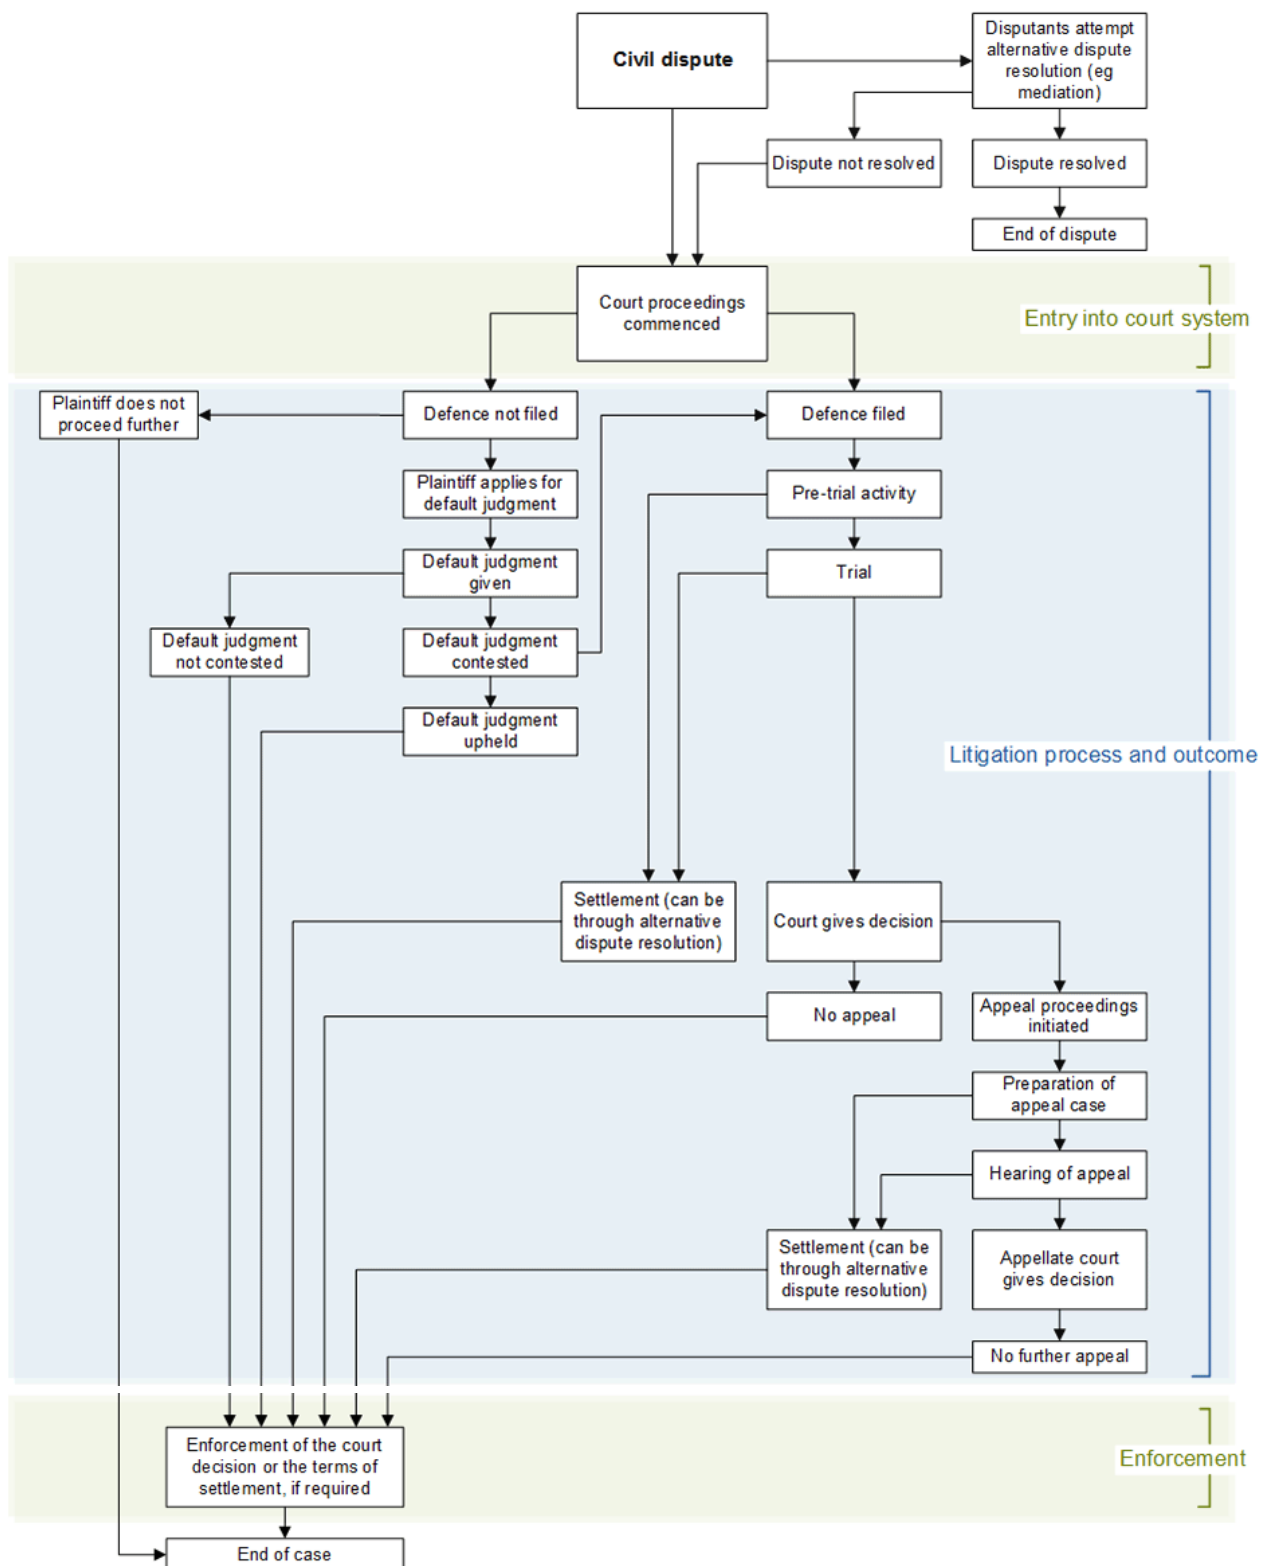 Civil dispute
Disputants attempt
alternative dispute
resolution (eg
mediation)
Dispute not resolved
Dispute resolved
End of dispute
Court proceedings
commenced
Entry into court system
Plaintiff does not
proceed further
Defence not filed
Defence filed
Plaintiff applies for
default judgment
Pre-trial activity
Default judgment
given
Trial
Default judgment
not contested
Default judgment
contested
Default judgment
upheld
Litigation process and outcome
Settlement (can be
through alternative
dispute resolution)
Court gives decision
No appeal
Appeal proceedings
initiated
Preparation of
appeal case
Hearing of appeal
Settlement (can be
through alternative
dispute resolution)
Appellate court
gives decision
No further appeal
Enforcement of the court
decision or the terms of
settlement, if required
Enforcement
End of case